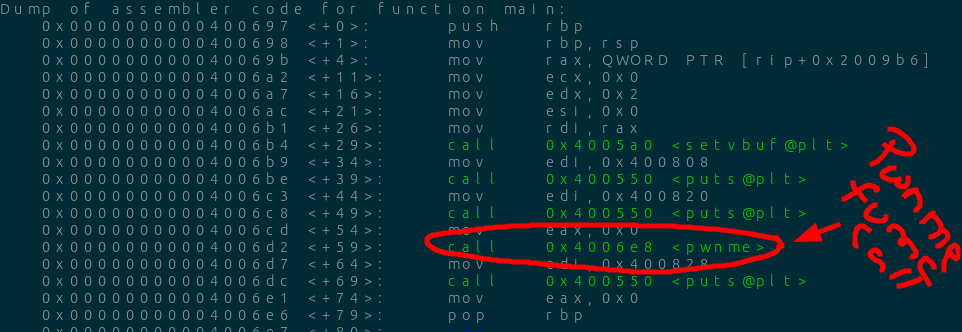 Dump of assembler code for function main:
0x0000000000400697 <+0>: push rbp
0x0000000000400698 <+1>: mov rbp,rsp
0x000000000040069b <+4>: mov rax,QWORD PTR [rip+0x2009b6]
0x00000000004006a2 <+11>: mov ecx,0x0
0x00000000004006a7 <+16>: mov edx,0x2
0x00000000004006ac <+21>: mov esi,0x0
0x00000000004006b1 <+26>: mov rdi,rax
0x00000000004006b4 <+29>: call 0x4005a0 <setvbuf@plt>
0x00000000004006b9 <+34>: mov edi,0x400808
0x00000000004006be <+39>: call 0x400550 <puts@plt>
0x00000000004006c3 <+44>: mov edi,0x400820
0x00000000004006c8 <+49>: call 0x400550 <puts@plt>
0x00000000004006cd <+54>: mov eax,0x0
0x00000000004006d2 <+59>: call 0x4006e8 <pwnme>
0x00000000004006d7 <+64>: mov edi,0x400828
0x00000000004006dc <+69>: call 0x400550 <puts@plt>
0x00000000004006e1 <+74>: mov eax,0x0
0x00000000004006e6 <+79>: pop rbp
0x00000000004006e7 <+80>:
Pwnme